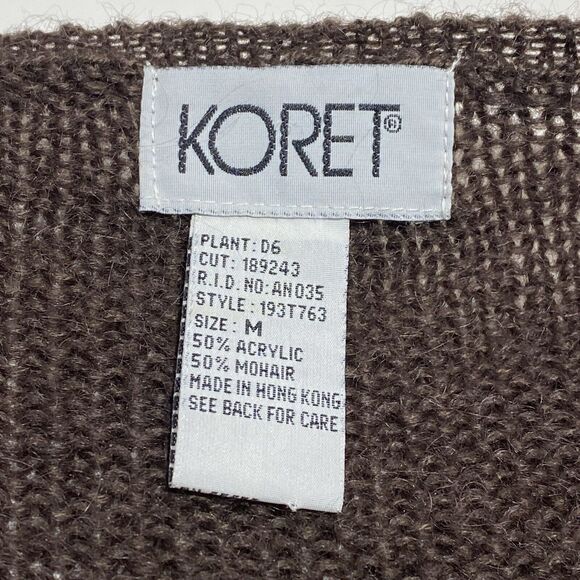 KORET®
PLANT: D6
CUT: 189243
R.I.D. NO: AN035
STYLE: 193T763
SIZE: M
50% ACRYLIC
50% MOHAIR
MADE IN HONG KONG
SEE BACK FOR CARE